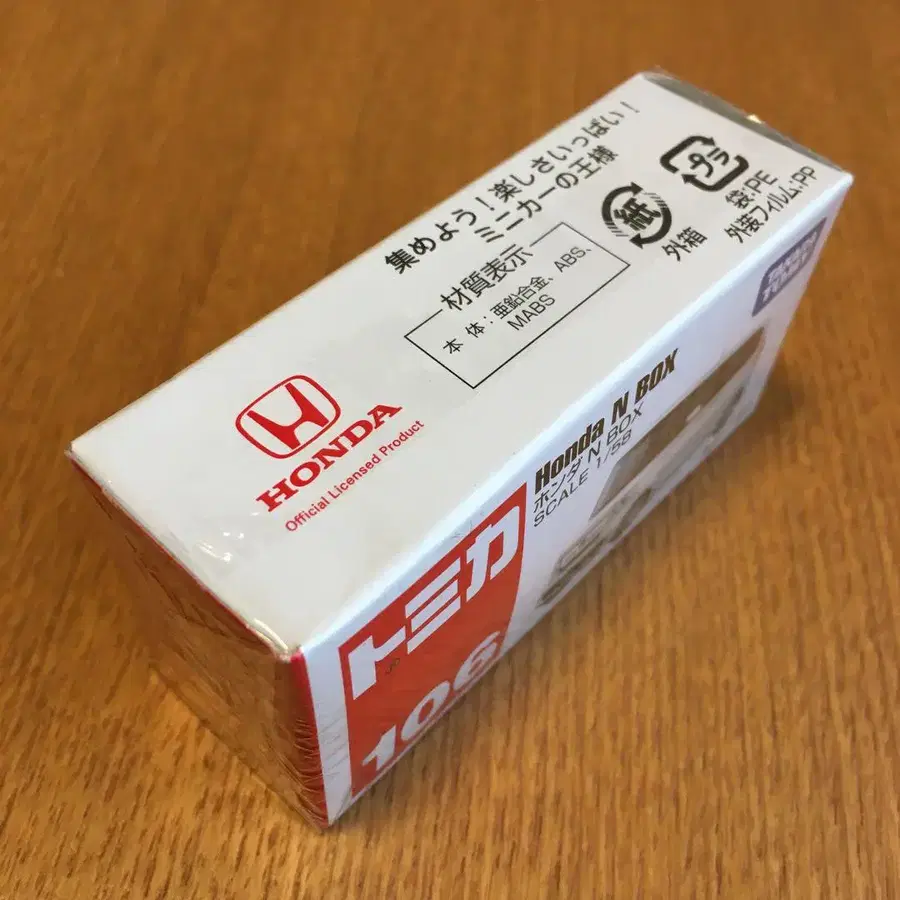 集めよう！楽しさいっぱい！
ミニカーの王様
材質表示
本体：亜鉛合金、ABS、
MABS
プラ
紙
外箱
袋:PE
外装フィルム:PP
HONDA
Official Licensed Product
TAKARA
TOMY
Honda N BOX
ホンダ N BOX
SCALE 1/58
トミカ
106